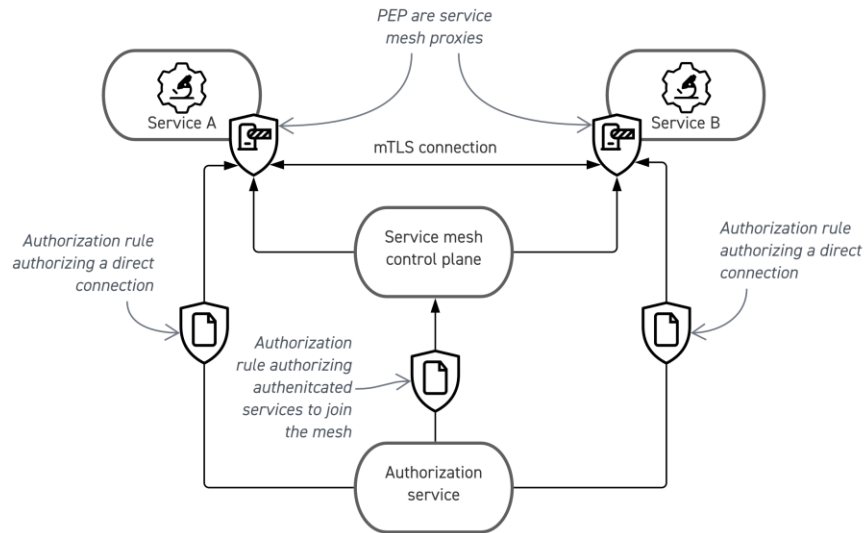 PEP are service
mesh proxies
Service A
Service B
mTLS connection
Authorization rule
authorizing a direct
connection
Service mesh
control plane
Authorization rule
authorizing a direct
connection
Authorization
rule authorizing
authenitcated
services to join
the mesh
Authorization
service